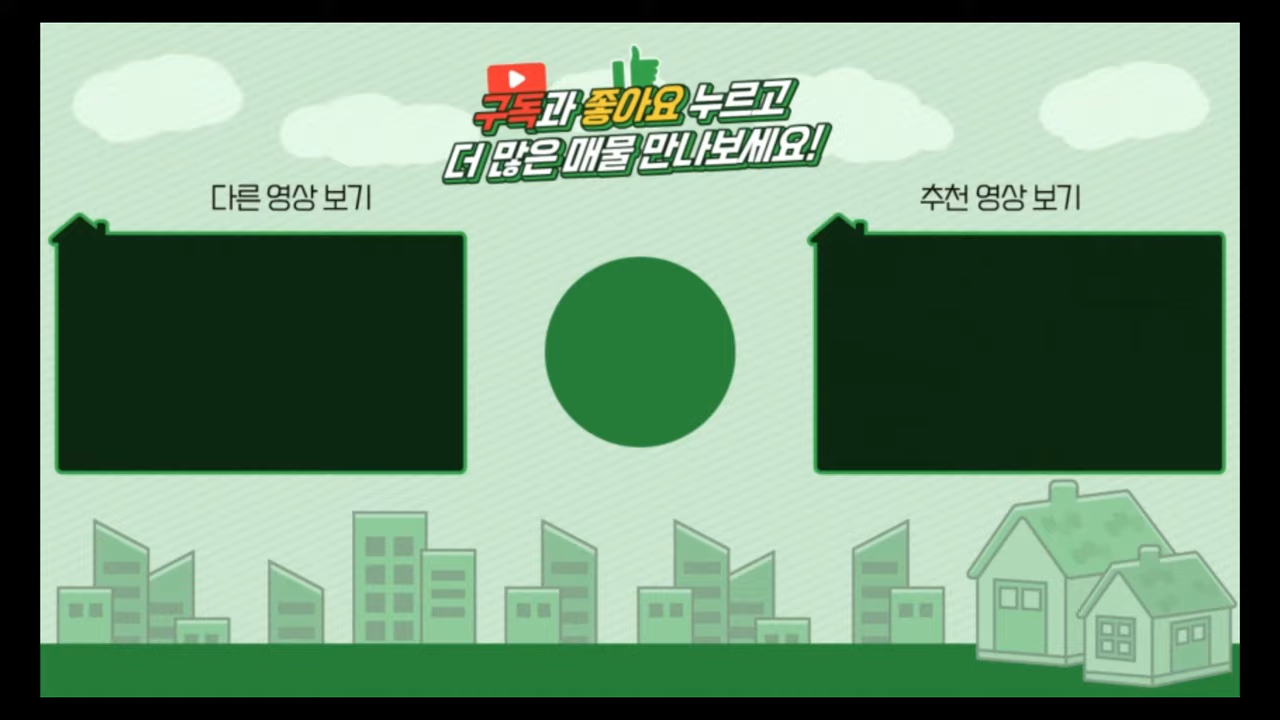 구독과 좋아요 누르고
더 많은 매물 만나보세요!
다른 영상 보기
추천 영상 보기